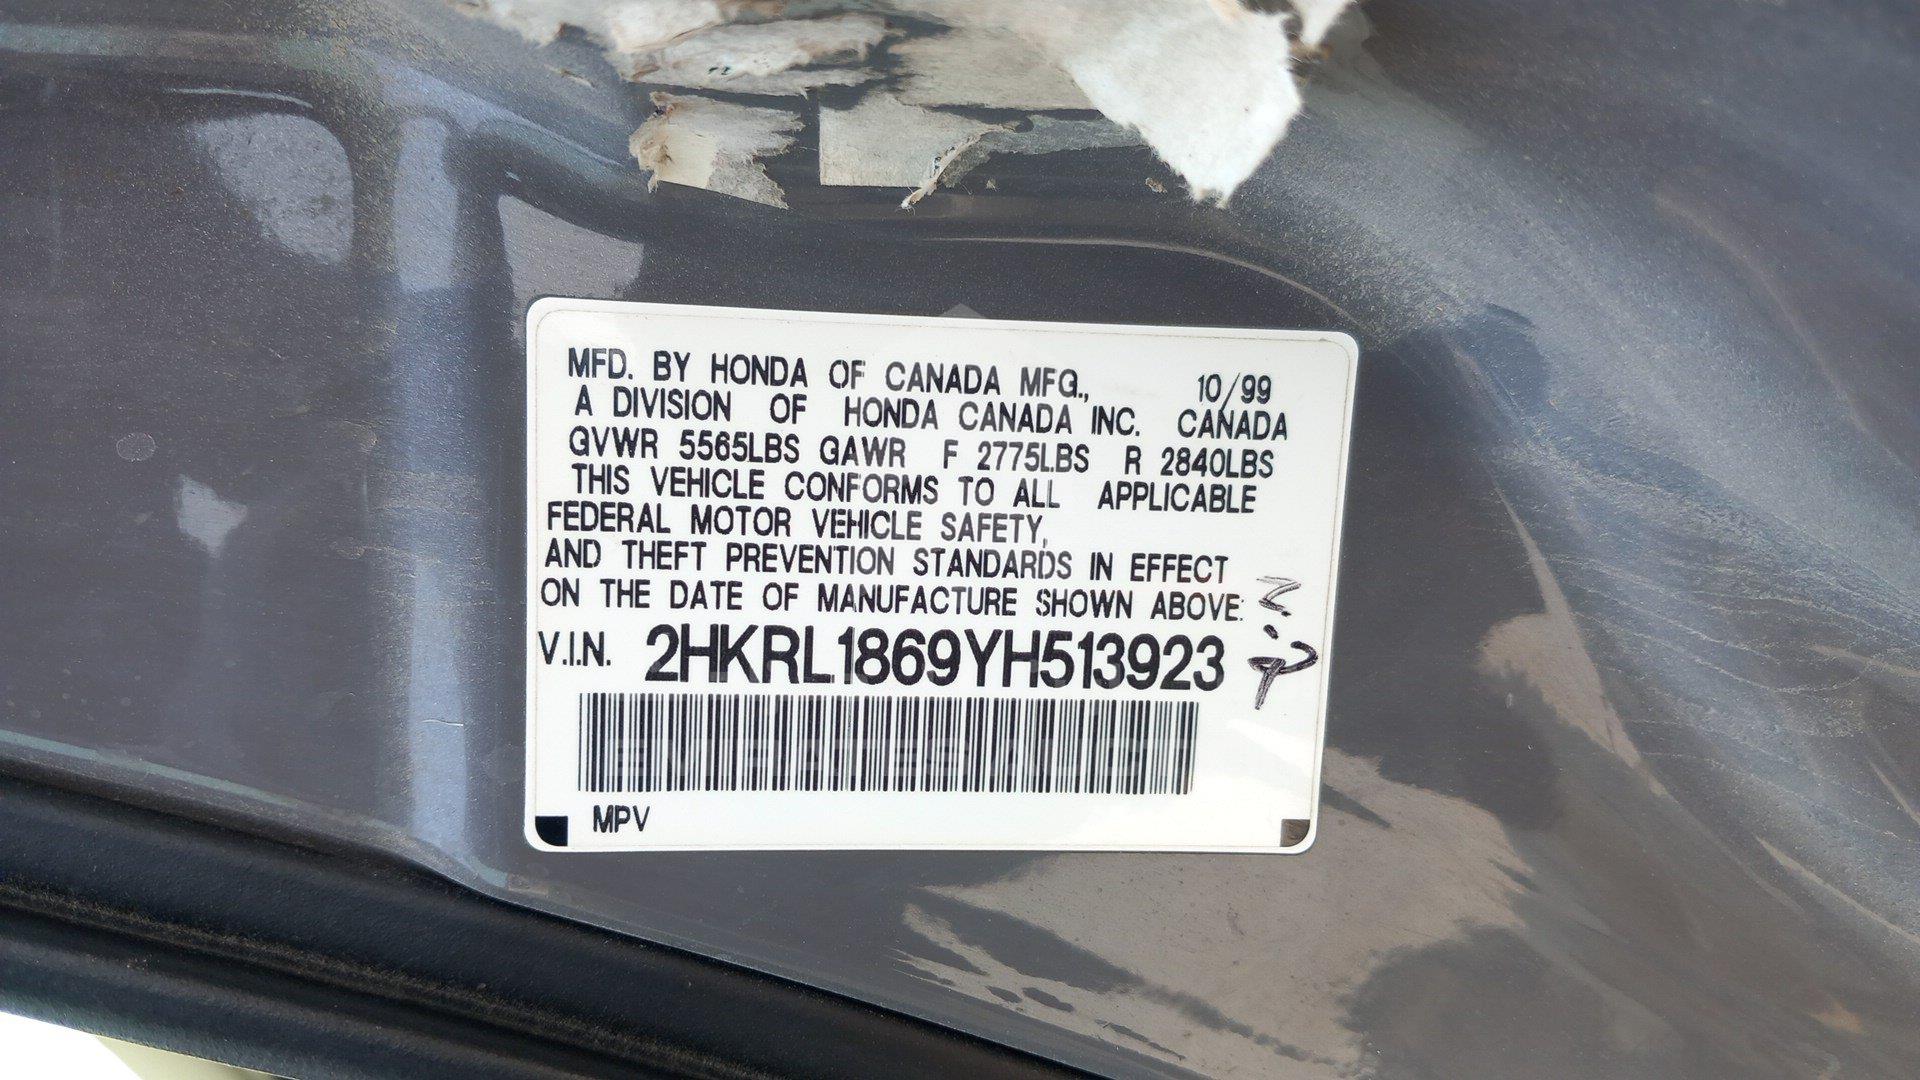 MFD. BY HONDA OF CANADA MFG., 10/99
A DIVISION OF HONDA CANADA INC. CANADA
GVWR 5565LBS GAWR F 2775LBS R 2840LBS
THIS VEHICLE CONFORMS TO ALL APPLICABLE
FEDERAL MOTOR VEHICLE SAFETY,
AND THEFT PREVENTION STANDARDS IN EFFECT
ON THE DATE OF MANUFACTURE SHOWN ABOVE:
V.I.N. 2HKRL1869YH513923
MPV